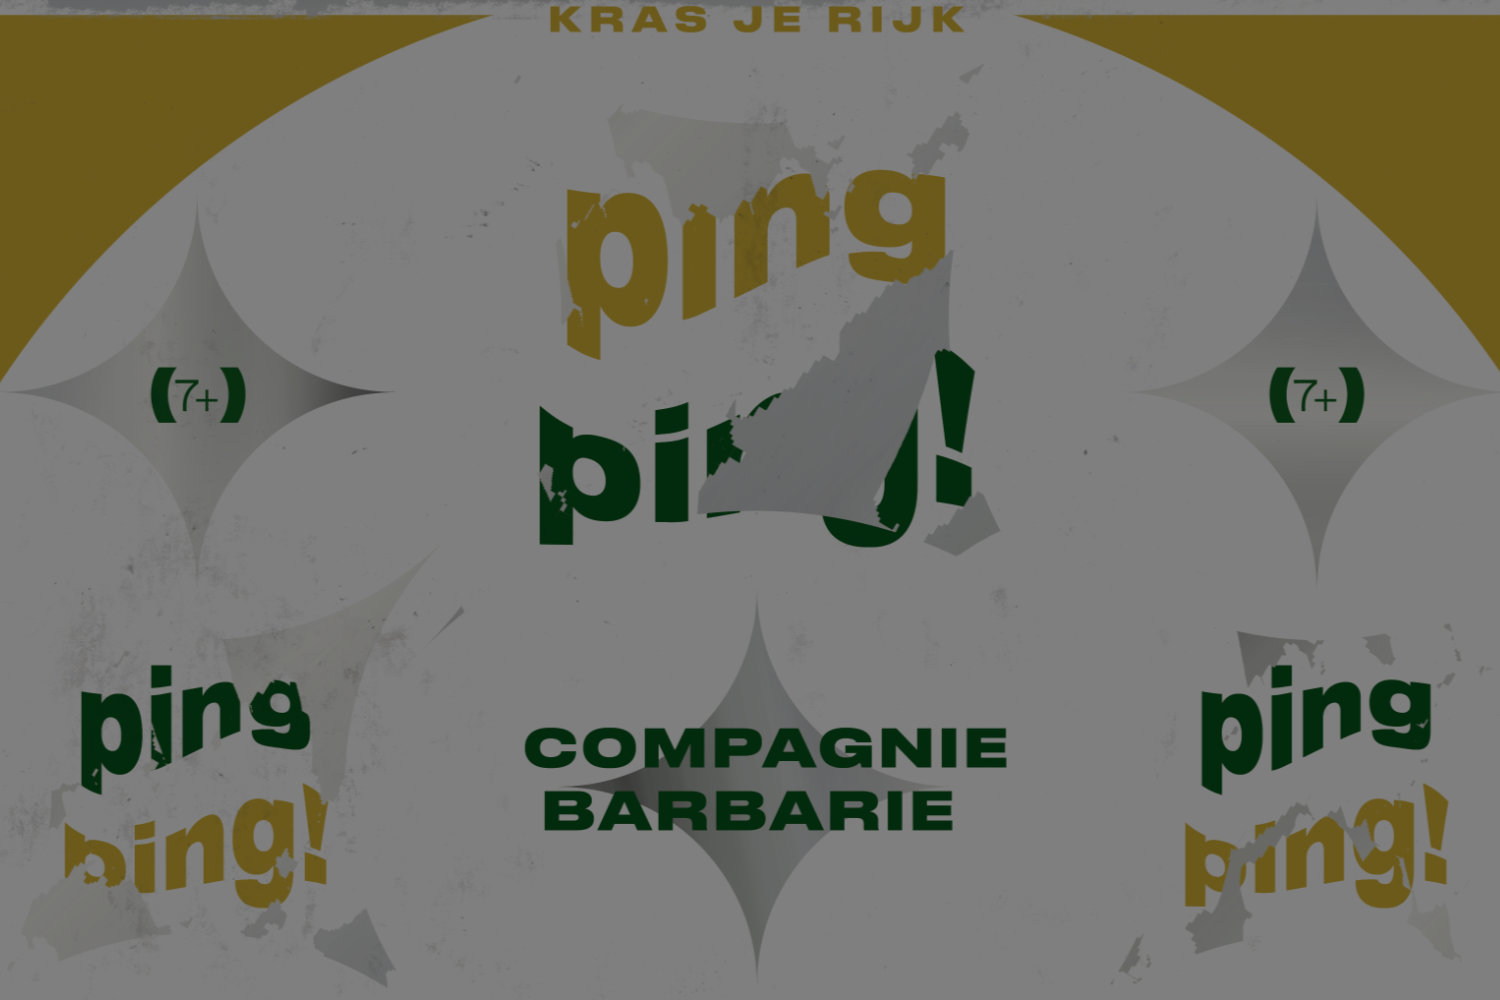 KRAS JE RIJK
ping
ping!
(7+)
(7+)
ping
ping!
COMPAGNIE
BARBARIE
ping
ping!